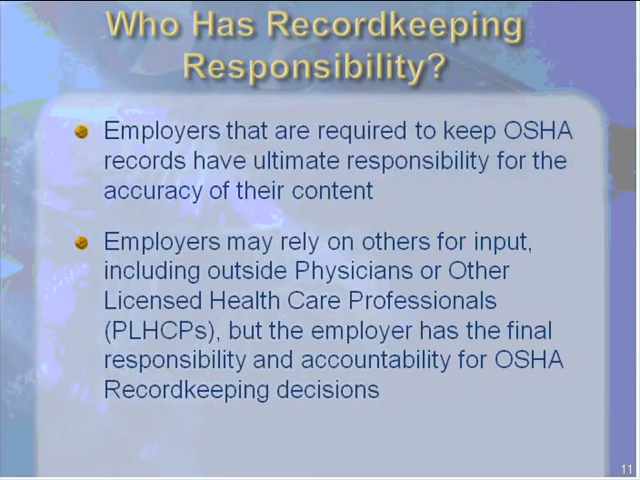 Who Has Recordkeeping
Responsibility?
Employers that are required to keep OSHA
records have ultimate responsibility for the
accuracy of their content
Employers may rely on others for input,
including outside Physicians or Other
Licensed Health Care Professionals
(PLHCPs), but the employer has the final
responsibility and accountability for OSHA
Recordkeeping decisions
11